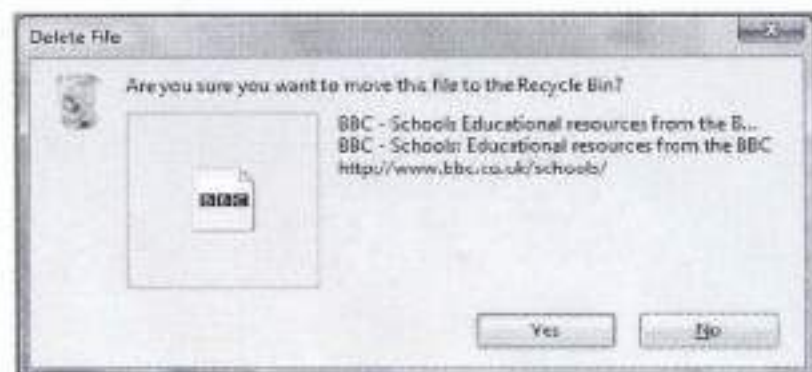 Delete File
Are you sure you want to move this file to the Recycle Bin?
BBC - Schools Educational resources from the B...
BBC - Schools: Educational resources from the BBC
http://www.bbc.co.uk/schools/
BBC
Yes
No